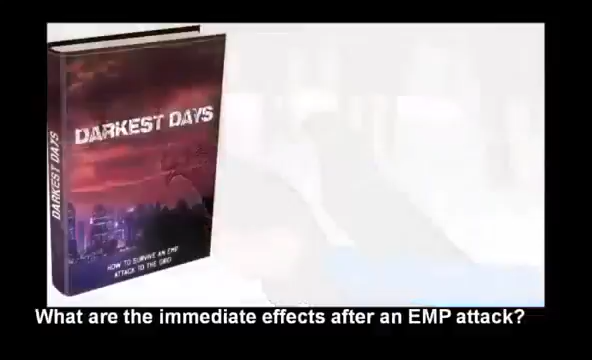 DARKEST DAYS
DARKEST DAYS
HOW TO SURVIVE AN EMP
ATTACK TO THE GRID
What are the immediate effects after an EMP attack?